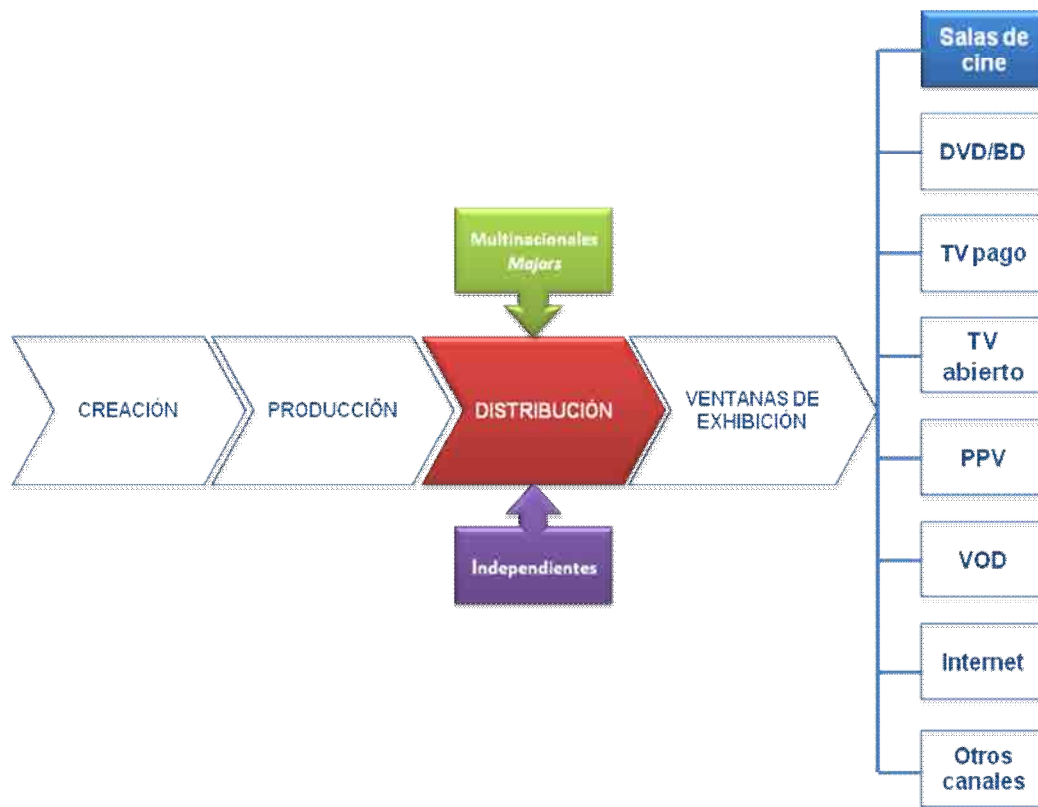 Salas de
cine
DVD/BD
TV pago
TV
abierto
PPV
VOD
Internet
Otros
canales
Multinacionales
Majors
CREACIÓN
PRODUCCIÖN
DISTRIBUCIÓN
VENTANAS DE
EXHIBICIÓN
Independientes